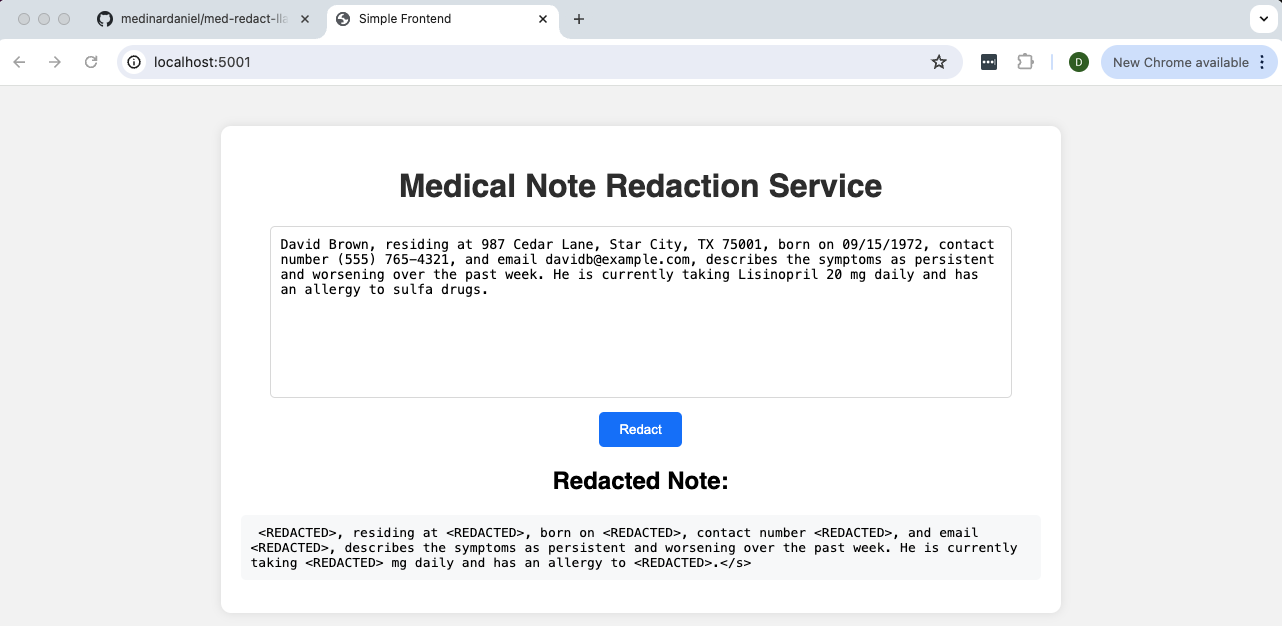 medinardaniel/med-redact-lla
Simple Frontend
localhost:5001
D
New Chrome available
Medical Note Redaction Service
David Brown, residing at 987 Cedar Lane, Star City, TX 75001, born on 09/15/1972, contact
number (555) 765-4321, and email davidb@example.com, describes the symptoms as persistent
and worsening over the past week. He is currently taking Lisinopril 20 mg daily and has
an allergy to sulfa drugs.
Redact
Redacted Note:
<REDACTED>, residing at <REDACTED>, born on <REDACTED>, contact number <REDACTED>, and email
<REDACTED>, describes the symptoms as persistent and worsening over the past week. He is currently
taking <REDACTED> mg daily and has an allergy to <REDACTED>.</s>